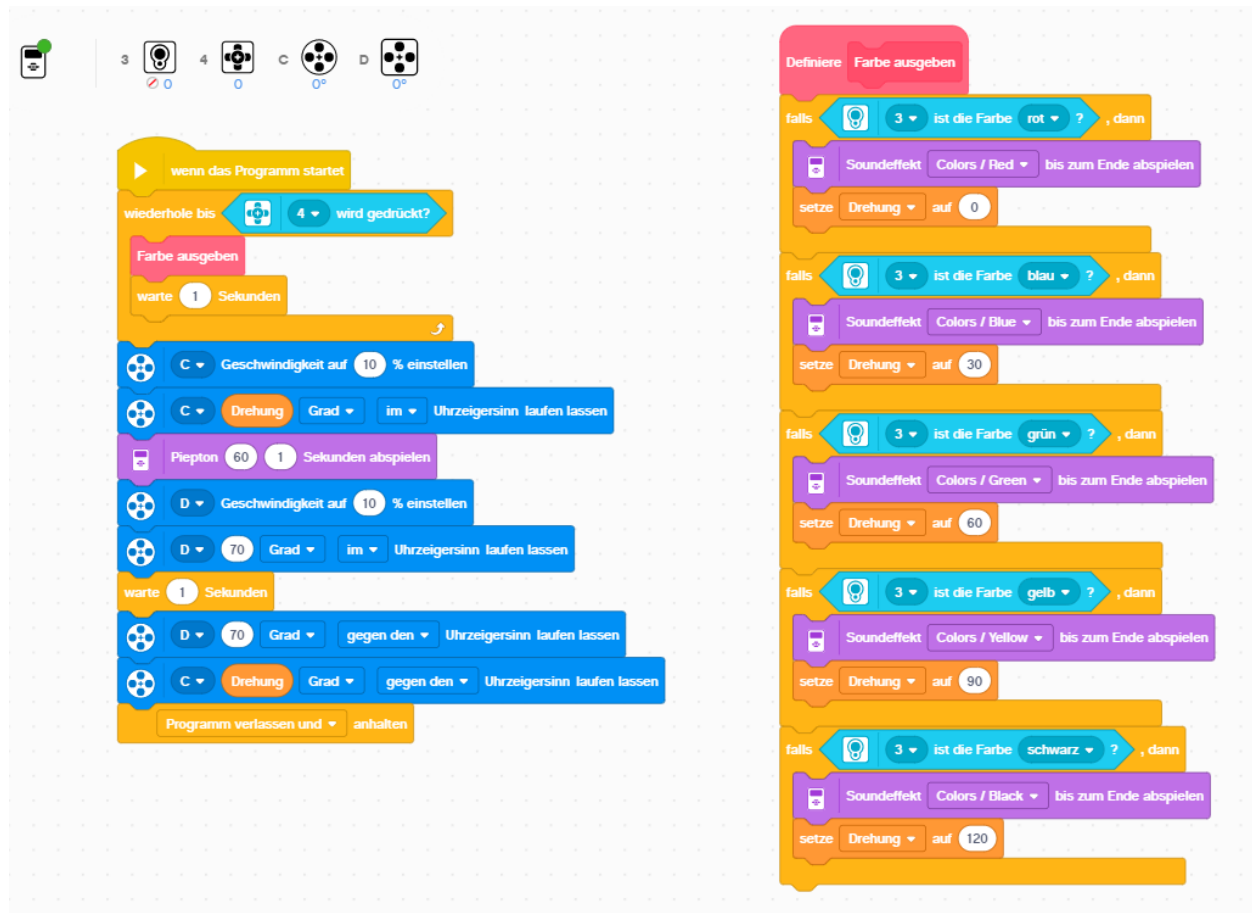 3 4 C D
0 0 0° 0°
wenn das Programm startet
wiederhole bis 4 wird gedrückt?
Farbe ausgeben
warte 1 Sekunden
C Geschwindigkeit auf 10 % einstellen
C Drehung Grad im Uhrzeigersinn laufen lassen
Piepton 60 1 Sekunden abspielen
D Geschwindigkeit auf 10 % einstellen
D 70 Grad im Uhrzeigersinn laufen lassen
warte 1 Sekunden
D 70 Grad gegen den Uhrzeigersinn laufen lassen
C Drehung Grad gegen den Uhrzeigersinn laufen lassen
Programm verlassen und anhalten
Definiere Farbe ausgeben
falls 3 ist die Farbe rot ? , dann
Soundeffekt Colors / Red bis zum Ende abspielen
setze Drehung auf 0
falls 3 ist die Farbe blau ? , dann
Soundeffekt Colors / Blue bis zum Ende abspielen
setze Drehung auf 30
falls 3 ist die Farbe grün ? , dann
Soundeffekt Colors / Green bis zum Ende abspielen
setze Drehung auf 60
falls 3 ist die Farbe gelb ? , dann
Soundeffekt Colors / Yellow bis zum Ende abspielen
setze Drehung auf 90
falls 3 ist die Farbe schwarz ? , dann
Soundeffekt Colors / Black bis zum Ende abspielen
setze Drehung auf 120